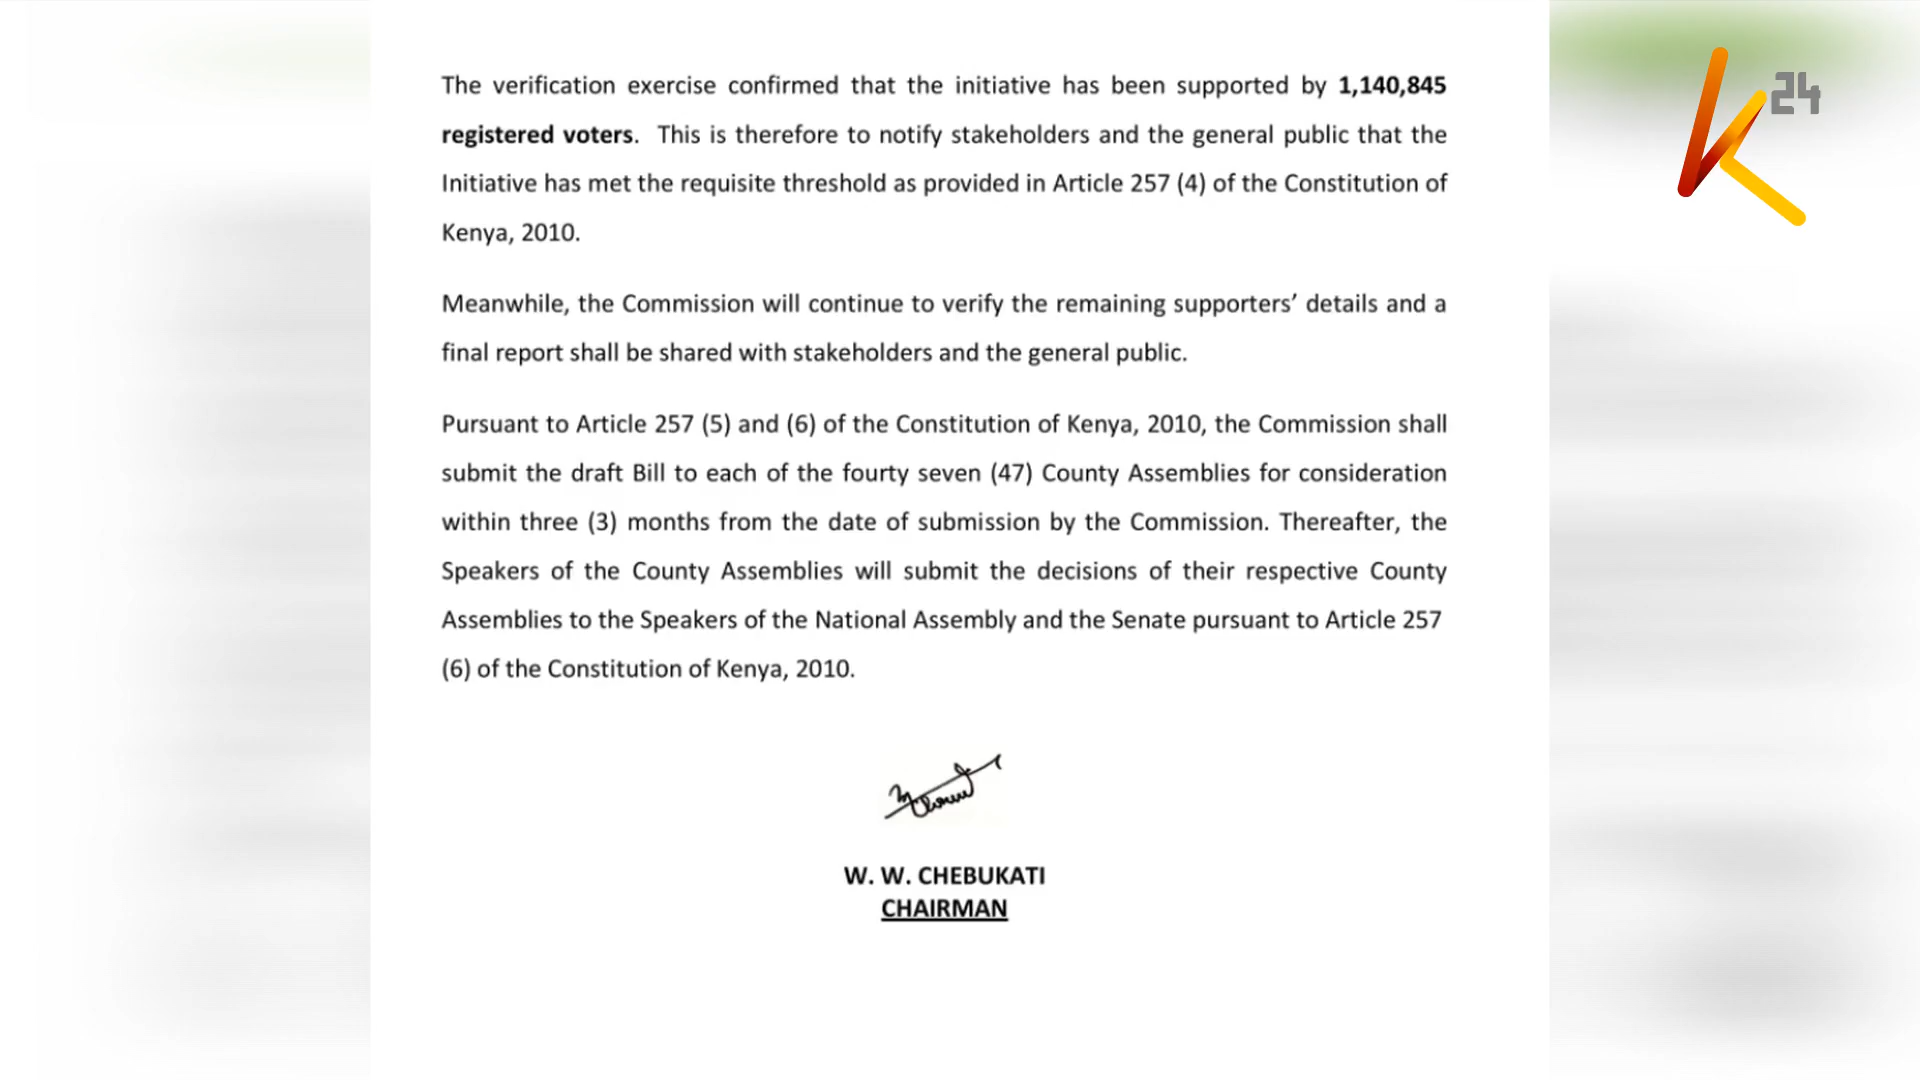 The verification exercise confirmed that the initiative has been supported by 1,140,845
registered voters. This is therefore to notify stakeholders and the general public that the
Initiative has met the requisite threshold as provided in Article 257 (4) of the Constitution of
Kenya, 2010.
Meanwhile, the Commission will continue to verify the remaining supporters’ details and a
final report shall be shared with stakeholders and the general public.
Pursuant to Article 257 (5) and (6) of the Constitution of Kenya, 2010, the Commission shall
submit the draft Bill to each of the fourty seven (47) County Assemblies for consideration
within three (3) months from the date of submission by the Commission. Thereafter, the
Speakers of the County Assemblies will submit the decisions of their respective County
Assemblies to the Speakers of the National Assembly and the Senate pursuant to Article 257
(6) of the Constitution of Kenya, 2010.
W. W. CHEBUKATI
CHAIRMAN
K24